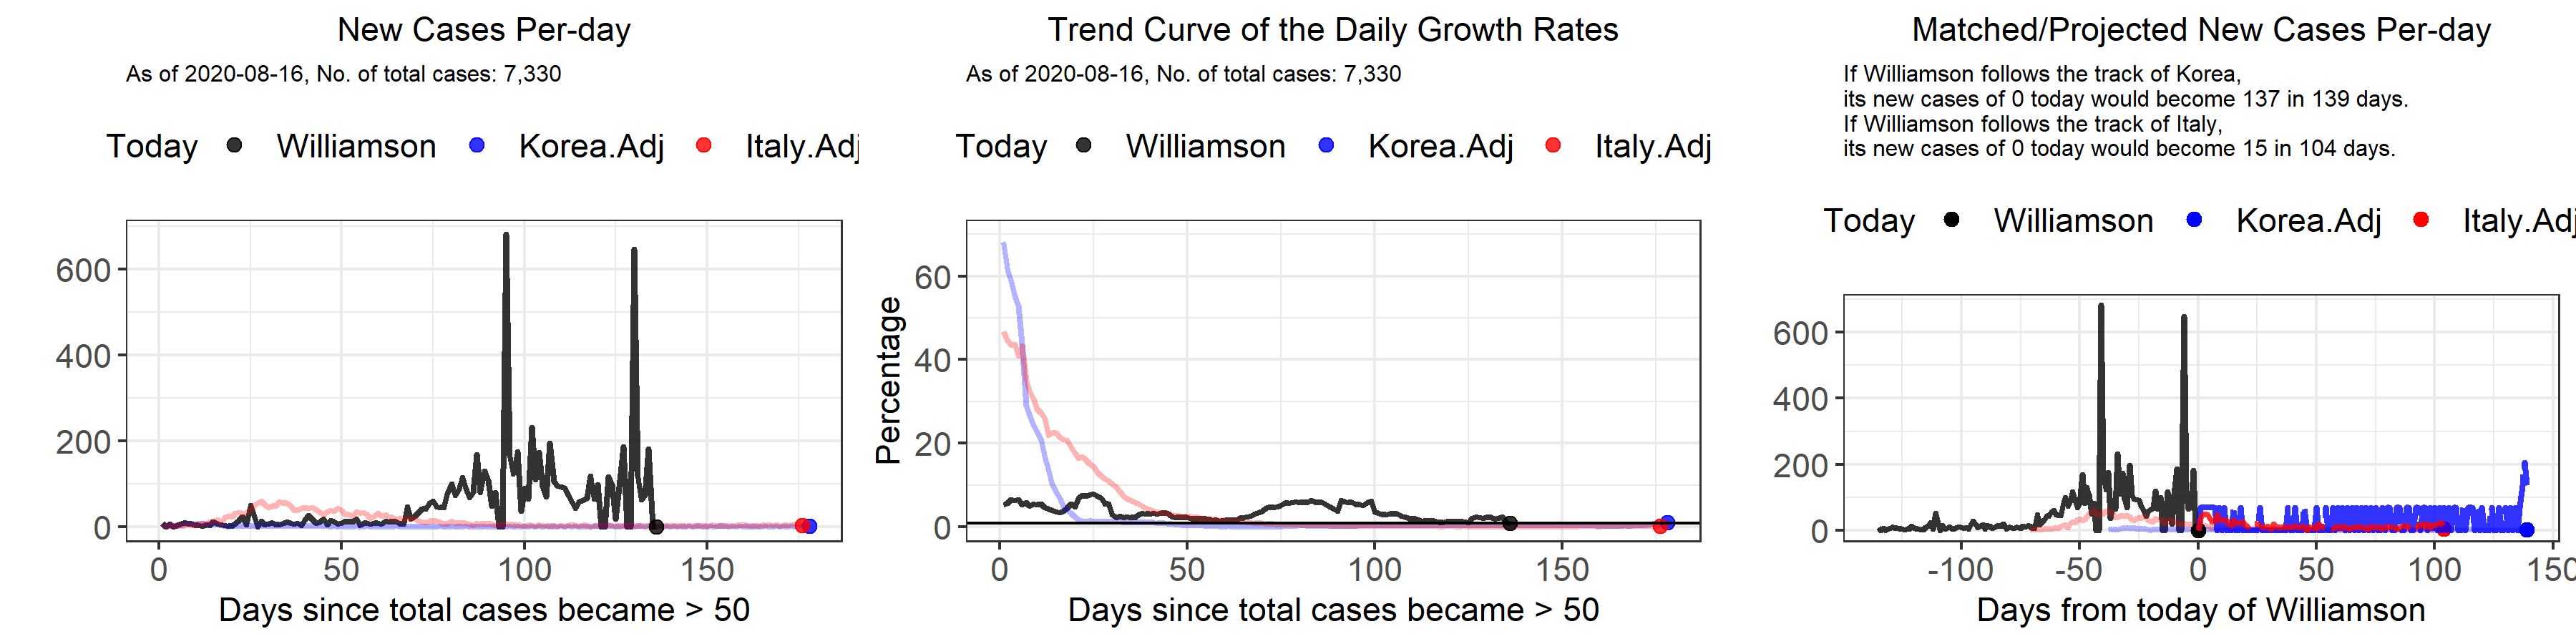 New Cases Per-day
As of 2020-08-16, No. of total cases: 7,330
Today Williamson Korea.Adj Italy.Adj
600
400
200
0
0 50 100 150
Days since total cases became > 50
Trend Curve of the Daily Growth Rates
As of 2020-08-16, No. of total cases: 7,330
Today Williamson Korea.Adj Italy.Adj
Percentage
60
40
20
0
0 50 100 150
Days since total cases became > 50
Matched/Projected New Cases Per-day
If Williamson follows the track of Korea,
its new cases of 0 today would become 137 in 139 days.
If Williamson follows the track of Italy,
its new cases of 0 today would become 15 in 104 days.
Today Williamson Korea.Adj Italy.Adj
600
400
200
0
-100 -50 0 50 100 150
Days from today of Williamson